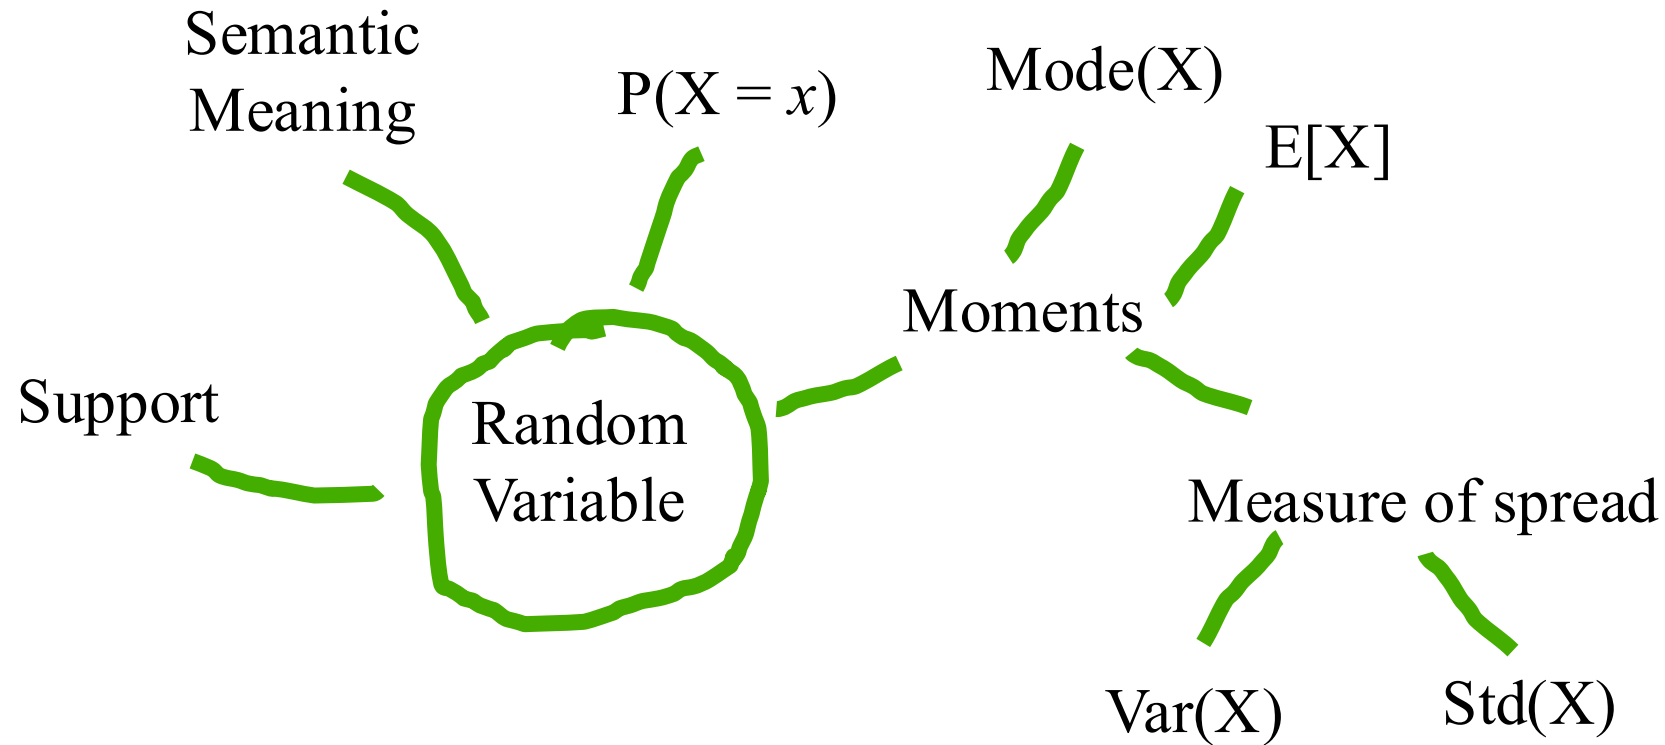 Semantic
Meaning
P(X = x)
Mode(X)
E[X]
Moments
Support
Random
Variable
Measure of spread
Var(X)
Std(X)